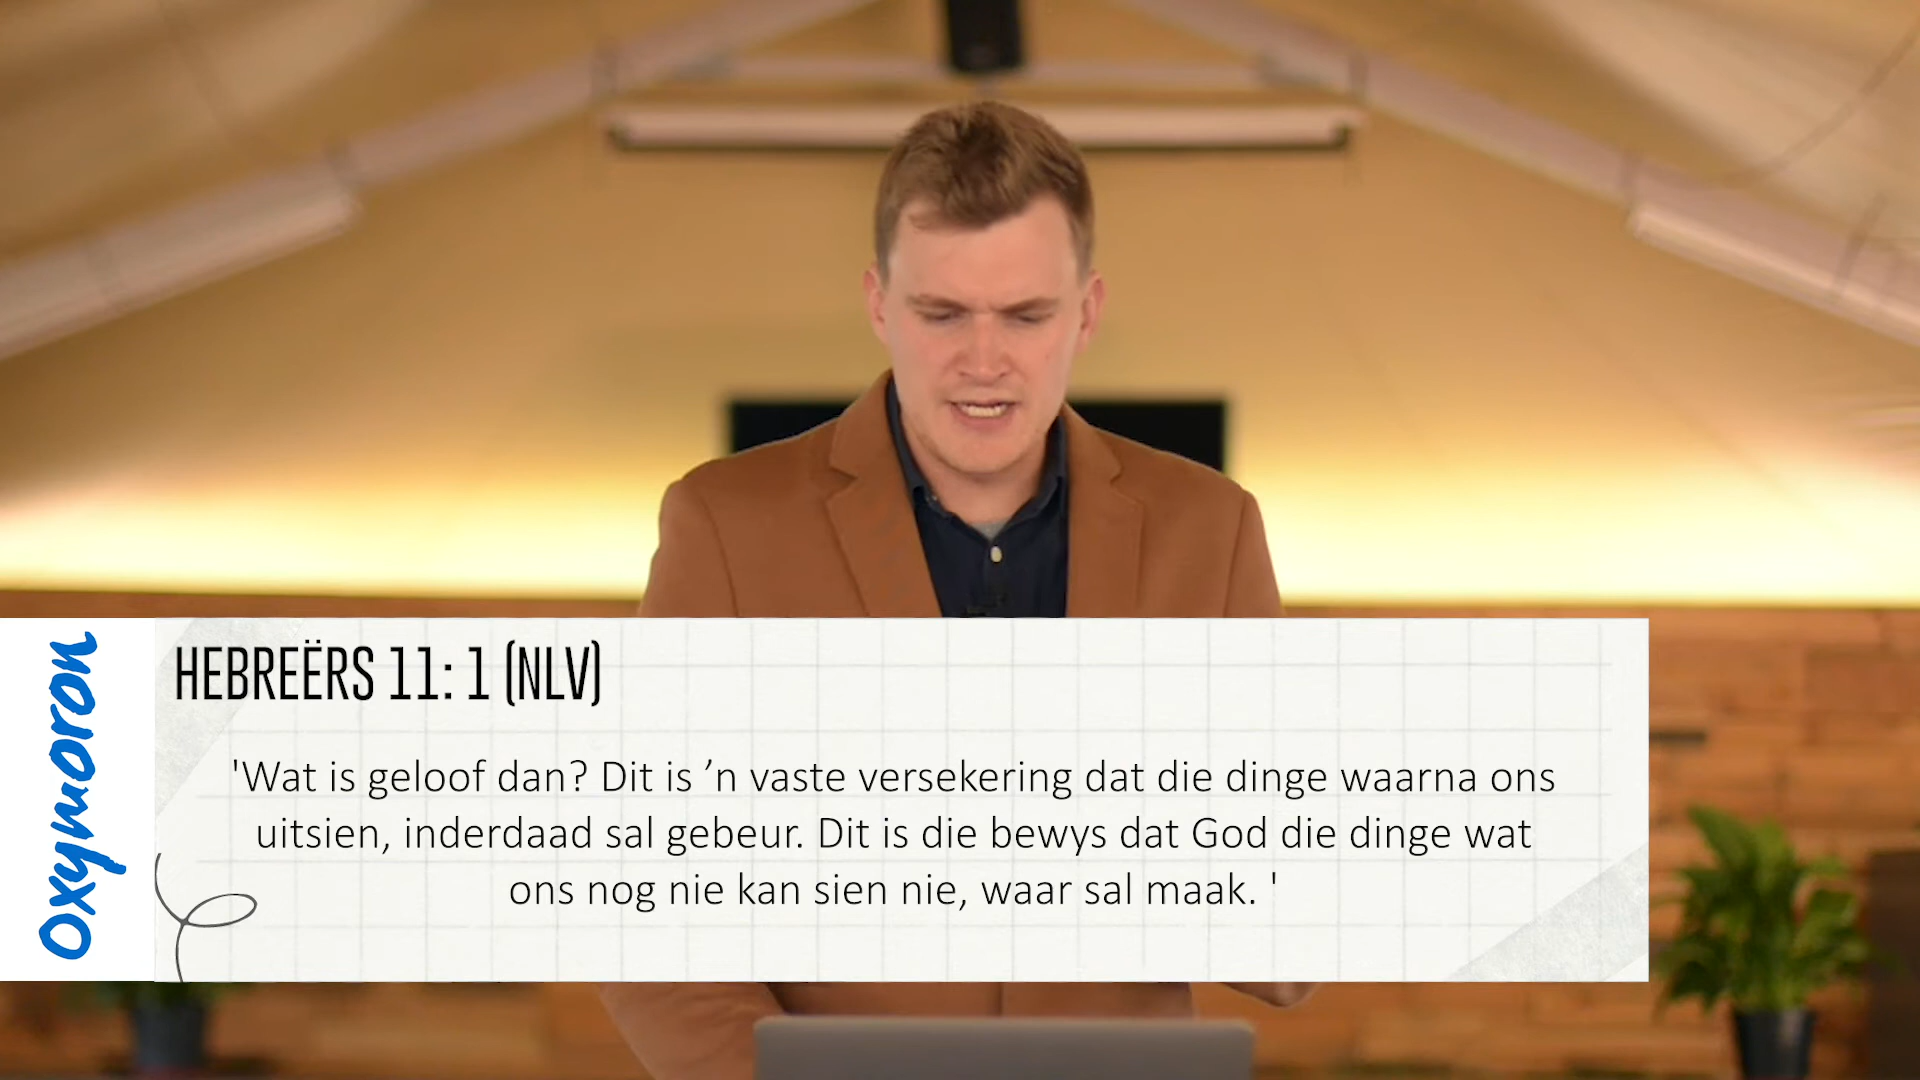 Oxymoron
HEBREËRS 11: 1 (NLV)
'Wat is geloof dan? Dit is ’n vaste versekering dat die dinge waarna ons
uitsien, inderdaad sal gebeur. Dit is die bewys dat God die dinge wat
ons nog nie kan sien nie, waar sal maak. '